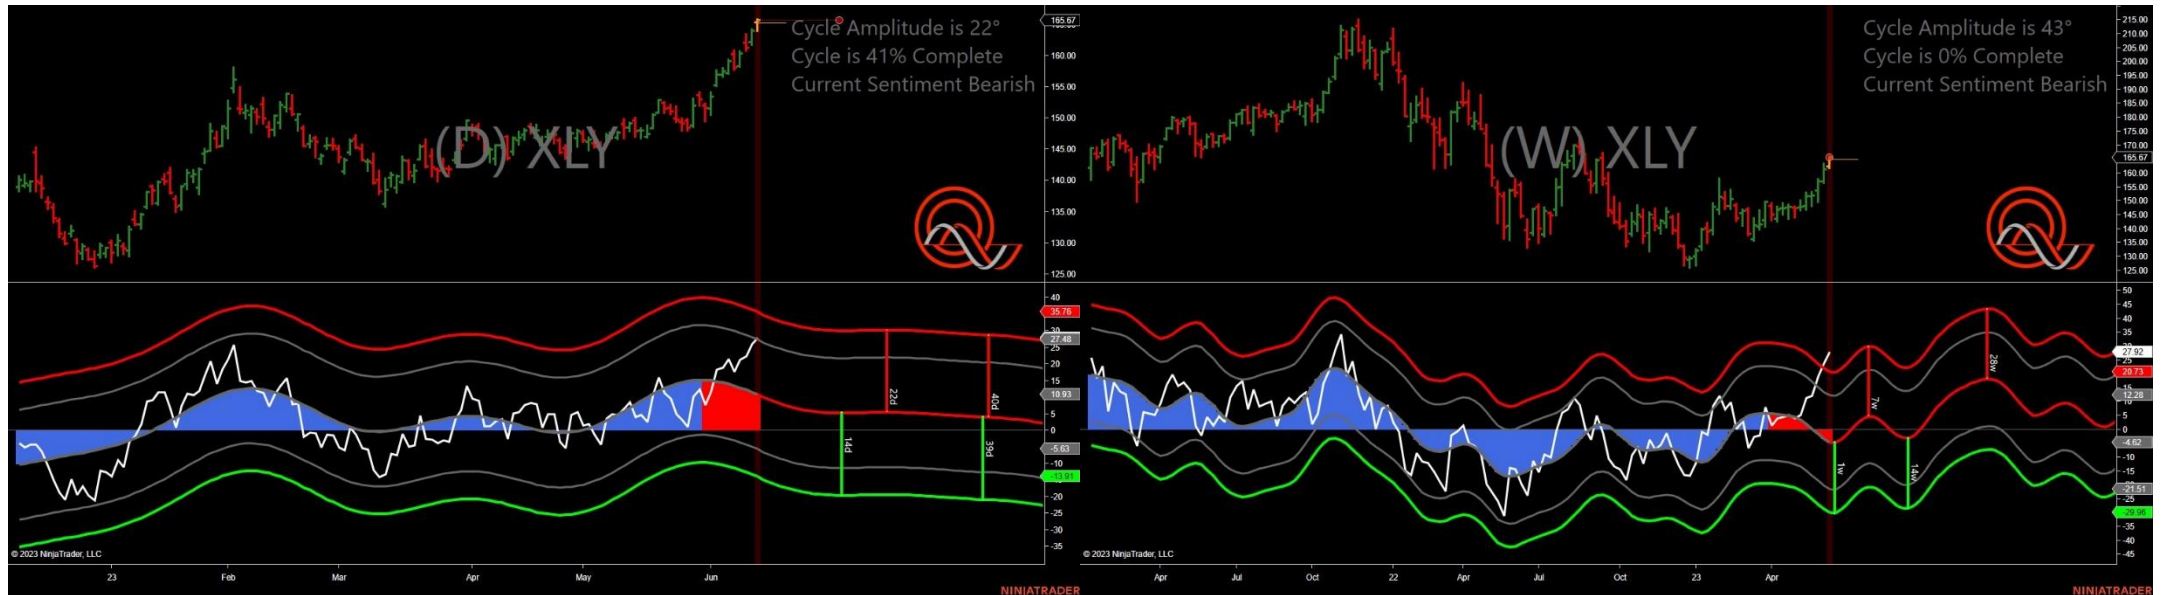 Cycle Amplitude is 22°
Cycle is 41% Complete
Current Sentiment Bearish
(D) XLY
165.67
160.00
155.00
150.00
145.00
140.00
135.00
130.00
125.00
40
35.76
30
27.48
25
20
15
10.93
5
0
-5.63
-10
-13.91
-20
-25
-30
-35
22d
40d
14d
39d
© 2023 NinjaTrader, LLC
23 Feb Mar Apr May Jun
NINJATRADER
Cycle Amplitude is 43°
Cycle is 0% Complete
Current Sentiment Bearish
(W) XLY
215.00
210.00
205.00
200.00
195.00
190.00
185.00
180.00
175.00
170.00
165.67
160.00
155.00
150.00
145.00
140.00
135.00
130.00
125.00
50
45
40
35
27.92
20.73
15
12.28
5
0
-4.62
-10
-15
-21.51
-25
-29.96
-35
-40
-45
7w
28w
1w
14w
© 2023 NinjaTrader, LLC
Apr Jul Oct 22 Apr Jul Oct 23 Apr
NINJATRADER